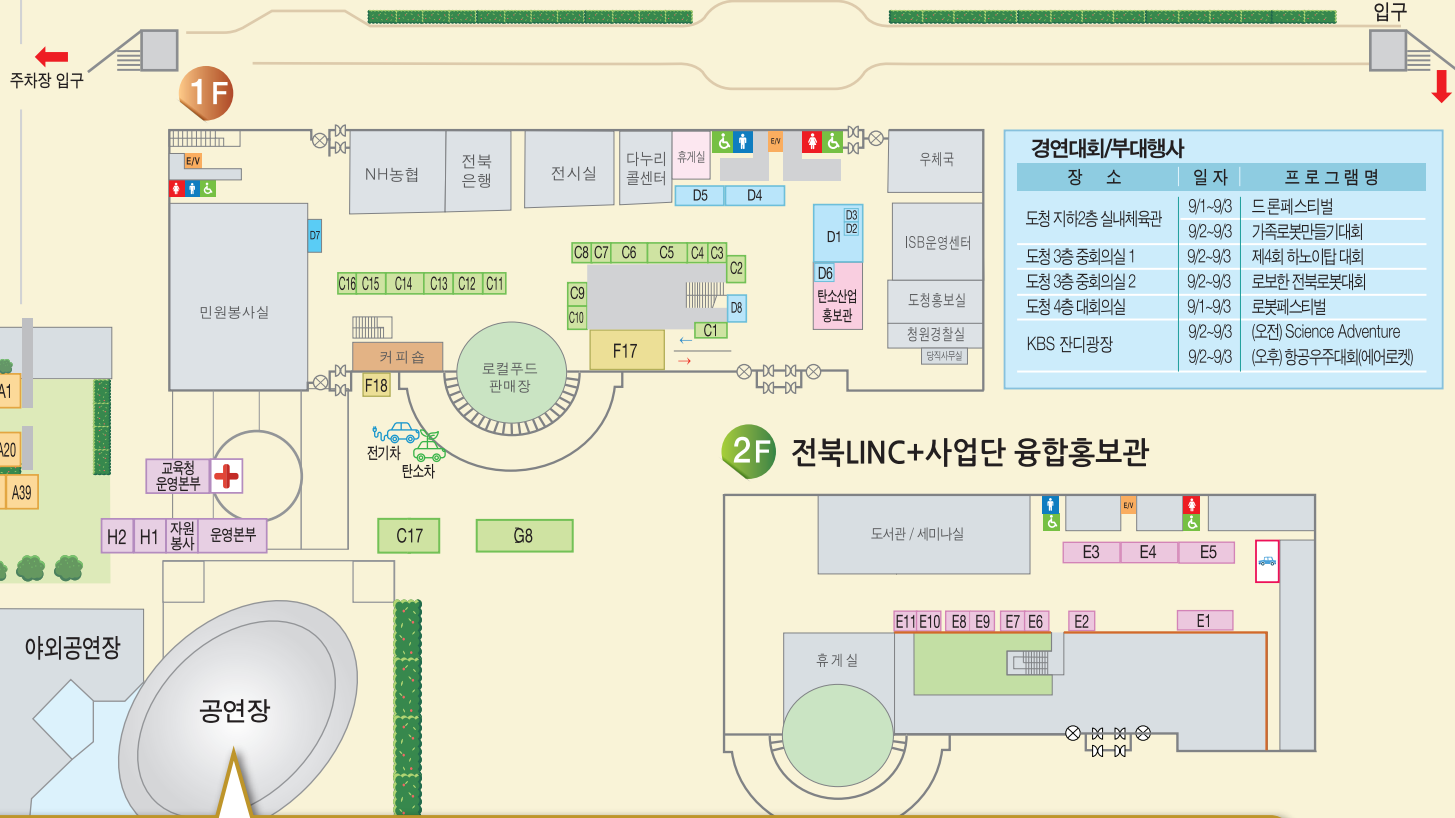 입구
주차장 입구
1F
E/V
NH농협
전북
은행
전시실
다누리
콜센터
휴게실
E/V
우체국
D5
D4
D7
D3
D2
D1
D6
탄소산업
홍보관
ISB운영센터
도청홍보실
청원경찰실
당직사무실
민원봉사실
C16
C15
C14
C13
C12
C11
C8
C7
C6
C5
C4
C3
C2
C9
C10
D8
C1
F17
커피숍
F18
로컬푸드
판매장
전기차
탄소차
A1
A20
A39
교육청
운영본부
H2
H1
자원
봉사
운영본부
C17
G8
야외공연장
공연장
경연대회/부대행사
장 소 일 자 프 로 그 램 명
도청 지하2층 실내체육관 9/1~9/3 드론페스티벌
9/2~9/3 가족로봇만들기대회
도청 3층 중회의실 1 9/2~9/3 제4회 하노이탑 대회
도청 3층 중회의실 2 9/2~9/3 로보한 전북로봇대회
도청 4층 대회의실 9/1~9/3 로봇페스티벌
KBS 잔디광장 9/2~9/3 (오전) Science Adventure
9/2~9/3 (오후) 항공우주대회(에어로켓)
2F 전북LINC+사업단 융합홍보관
도서관 / 세미나실
E/V
E3
E4
E5
E11
E10
E8
E9
E7
E6
E2
E1
휴게실